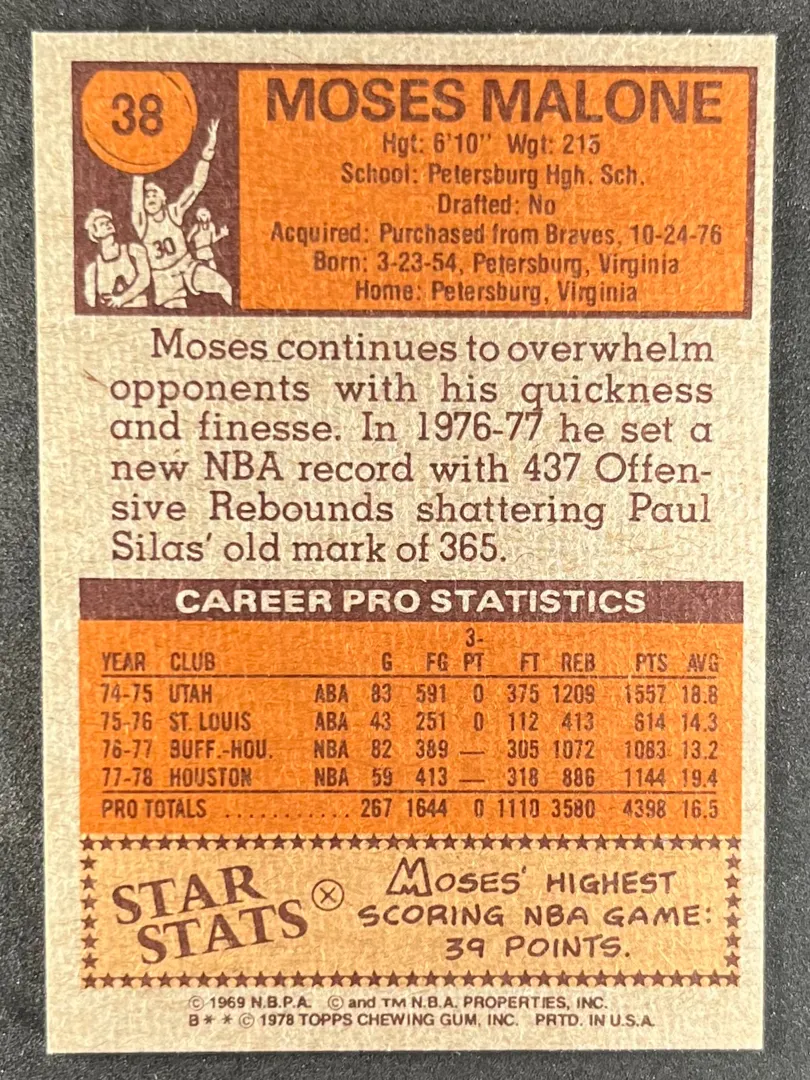 38
MOSES MALONE
Hgt: 6'10" Wgt: 215
School: Petersburg Hgh. Sch.
Drafted: No
Acquired: Purchased from Braves, 10-24-76
Born: 3-23-54, Petersburg, Virginia
Home: Petersburg, Virginia
30
Moses continues to overwhelm
opponents with his quickness
and finesse. In 1976-77 he set a
new NBA record with 437 Offen-
sive Rebounds shattering Paul
Silas' old mark of 365.
CAREER PRO STATISTICS
YEAR CLUB G FG 3-PT FT REB PTS AVG
74-75 UTAH ABA 83 591 0 375 1209 1557 18.8
75-76 ST. LOUIS ABA 43 251 0 112 413 614 14.3
76-77 BUFF.-HOU. NBA 82 389 — 305 1072 1083 13.2
77-78 HOUSTON NBA 59 413 — 318 886 1144 19.4
PRO TOTALS ........... 267 1644 0 1110 3580 4398 16.5
STAR STATS
MOSES' HIGHEST
SCORING NBA GAME:
39 POINTS.
© 1969 N.B.P.A. © and TM N.B.A. PROPERTIES, INC.
B * * © 1978 TOPPS CHEWING GUM, INC. PRTD. IN U.S.A.